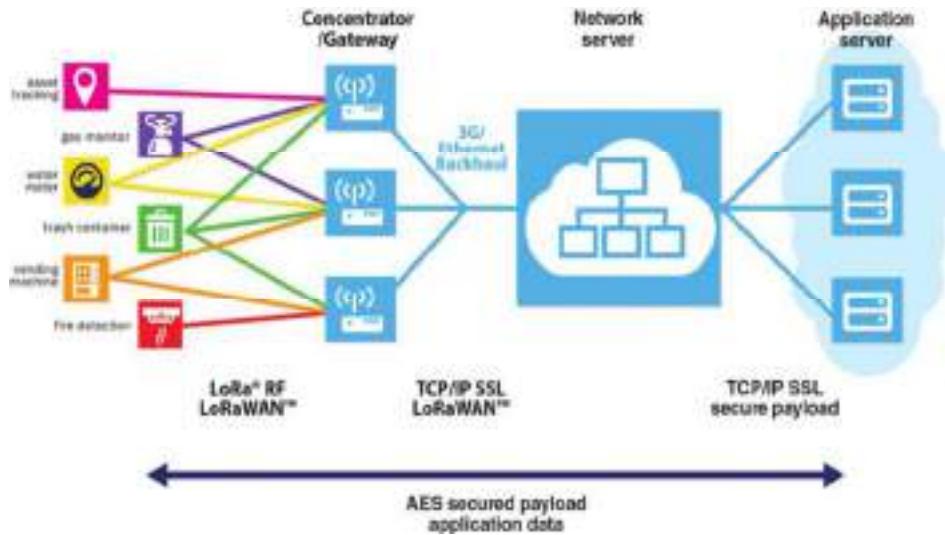 Concentrator
/Gateway
Network
server
Application
server
asset
tracking
gas monitor
water
meter
trash container
vending
machine
fire detection
3G/
Ethernet
Backhaul
LoRa® RF
LoRaWAN™
TCP/IP SSL
LoRaWAN™
TCP/IP SSL
secure payload
AES secured payload
application data